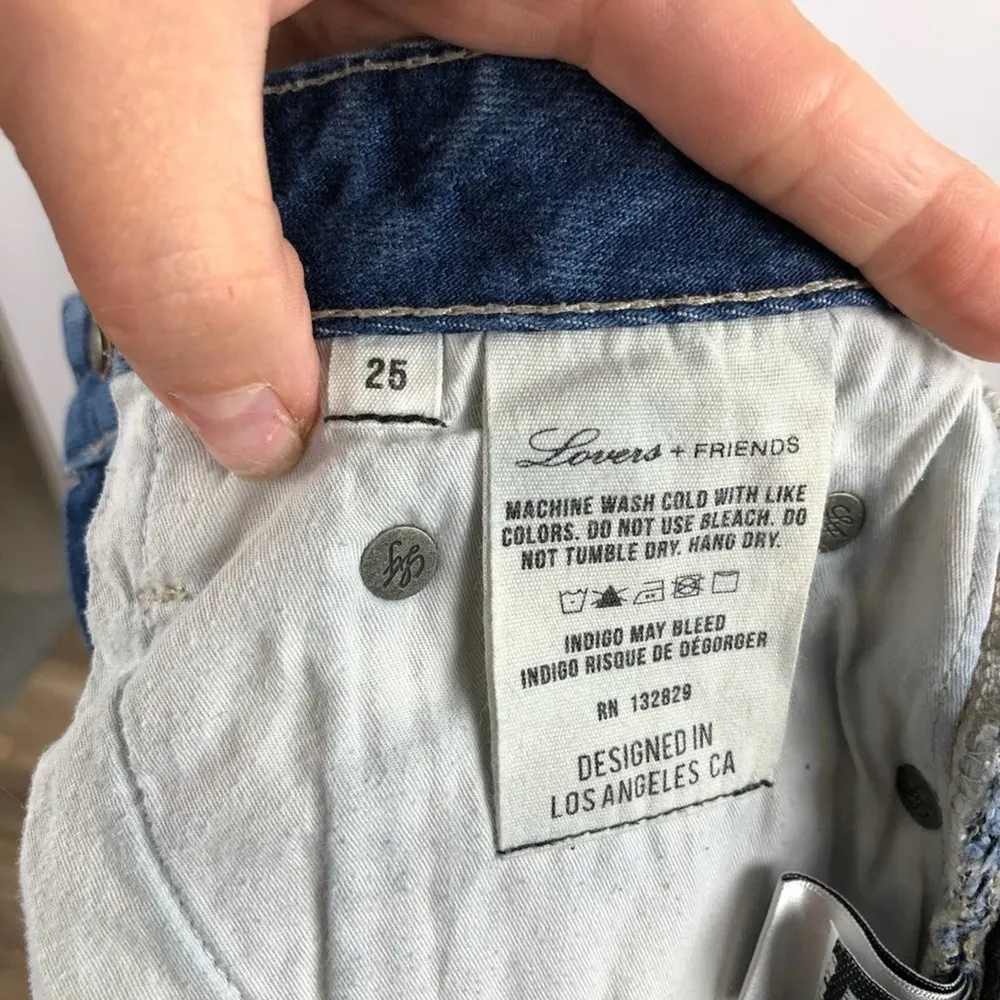 25
Lovers + FRIENDS
MACHINE WASH COLD WITH LIKE
COLORS. DO NOT USE BLEACH. DO
NOT TUMBLE DRY. HANG DRY.
INDIGO MAY BLEED
INDIGO RISQUE DE DÉGORGER
RN 132829
DESIGNED IN
LOS ANGELES CA